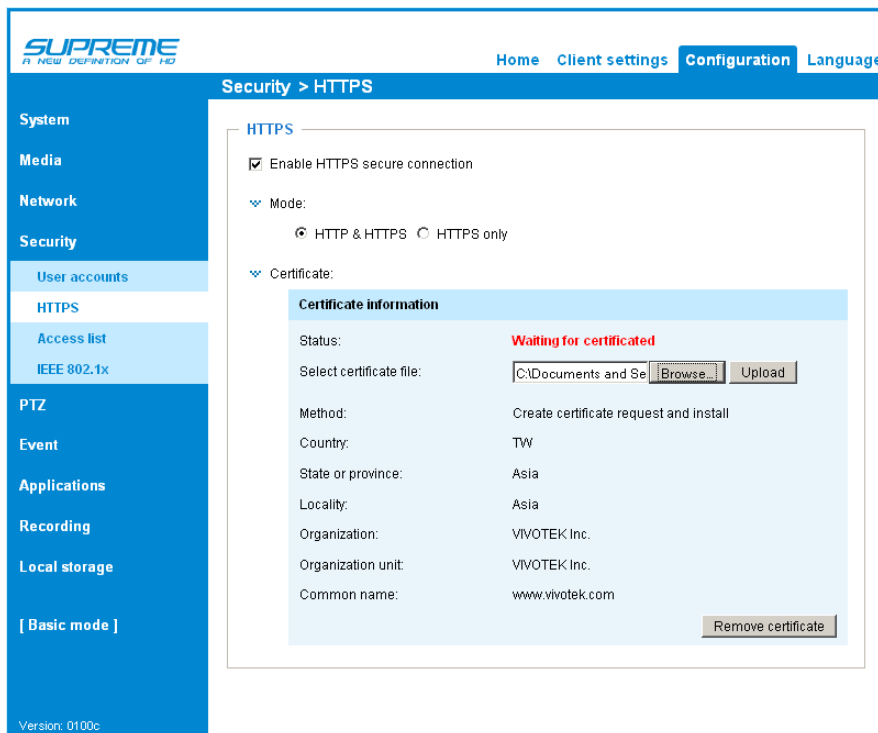 SUPREME
A NEW DEFINITION OF HD
Home Client settings Configuration Language
Security > HTTPS
System
Media
Network
Security
User accounts
HTTPS
Access list
IEEE 802.1x
PTZ
Event
Applications
Recording
Local storage
[ Basic mode ]
Version: 0100c
HTTPS
Enable HTTPS secure connection
Mode:
HTTP & HTTPS HTTPS only
Certificate:
Certificate information
Status: Waiting for certificated
Select certificate file: C:\Documents and Se Browse... Upload
Method: Create certificate request and install
Country: TW
State or province: Asia
Locality: Asia
Organization: VIVOTEK Inc.
Organization unit: VIVOTEK Inc.
Common name: www.vivotek.com
Remove certificate